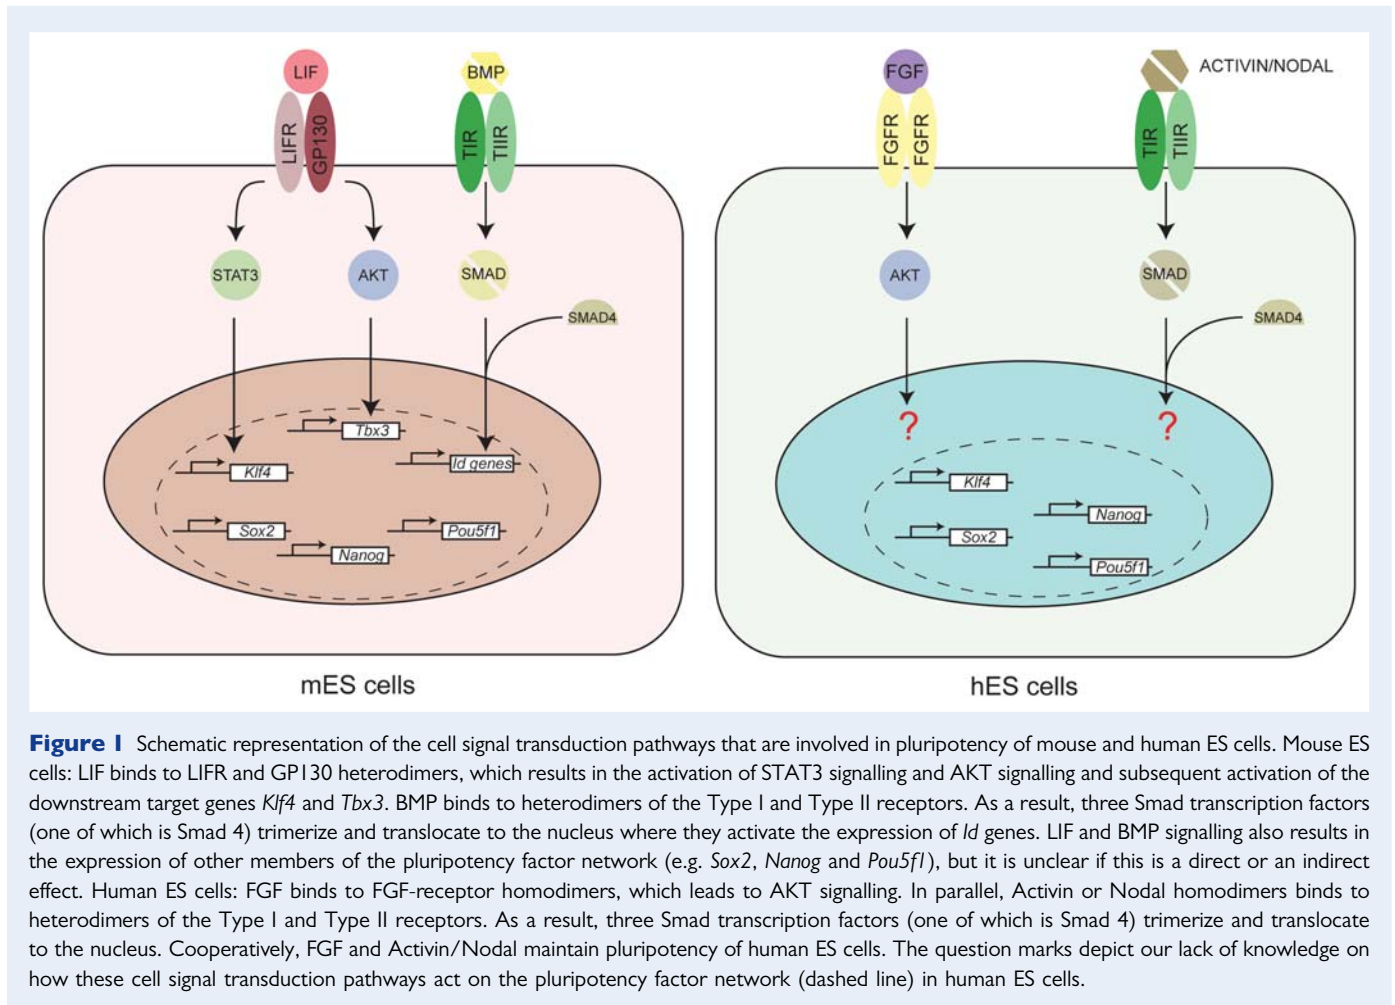 LIF
BMP
FGF
ACTIVIN/NODAL
LIFR
GP130
TIR
TIIR
FGFR
FGFR
TIR
TIIR
STAT3
AKT
SMAD
AKT
SMAD
SMAD4
SMAD4
Tbx3
Id genes
Klf4
Sox2
Pou5f1
Nanog
?
?
Klf4
Nanog
Sox2
Pou5f1
mES cells
hES cells
Figure 1 Schematic representation of the cell signal transduction pathways that are involved in pluripotency of mouse and human ES cells. Mouse ES
cells: LIF binds to LIFR and GP130 heterodimers, which results in the activation of STAT3 signalling and AKT signalling and subsequent activation of the
downstream target genes Klf4 and Tbx3. BMP binds to heterodimers of the Type I and Type II receptors. As a result, three Smad transcription factors
(one of which is Smad 4) trimerize and translocate to the nucleus where they activate the expression of Id genes. LIF and BMP signalling also results in
the expression of other members of the pluripotency factor network (e.g. Sox2, Nanog and Pou5f1), but it is unclear if this is a direct or an indirect
effect. Human ES cells: FGF binds to FGF-receptor homodimers, which leads to AKT signalling. In parallel, Activin or Nodal homodimers binds to
heterodimers of the Type I and Type II receptors. As a result, three Smad transcription factors (one of which is Smad 4) trimerize and translocate
to the nucleus. Cooperatively, FGF and Activin/Nodal maintain pluripotency of human ES cells. The question marks depict our lack of knowledge on
how these cell signal transduction pathways act on the pluripotency factor network (dashed line) in human ES cells.